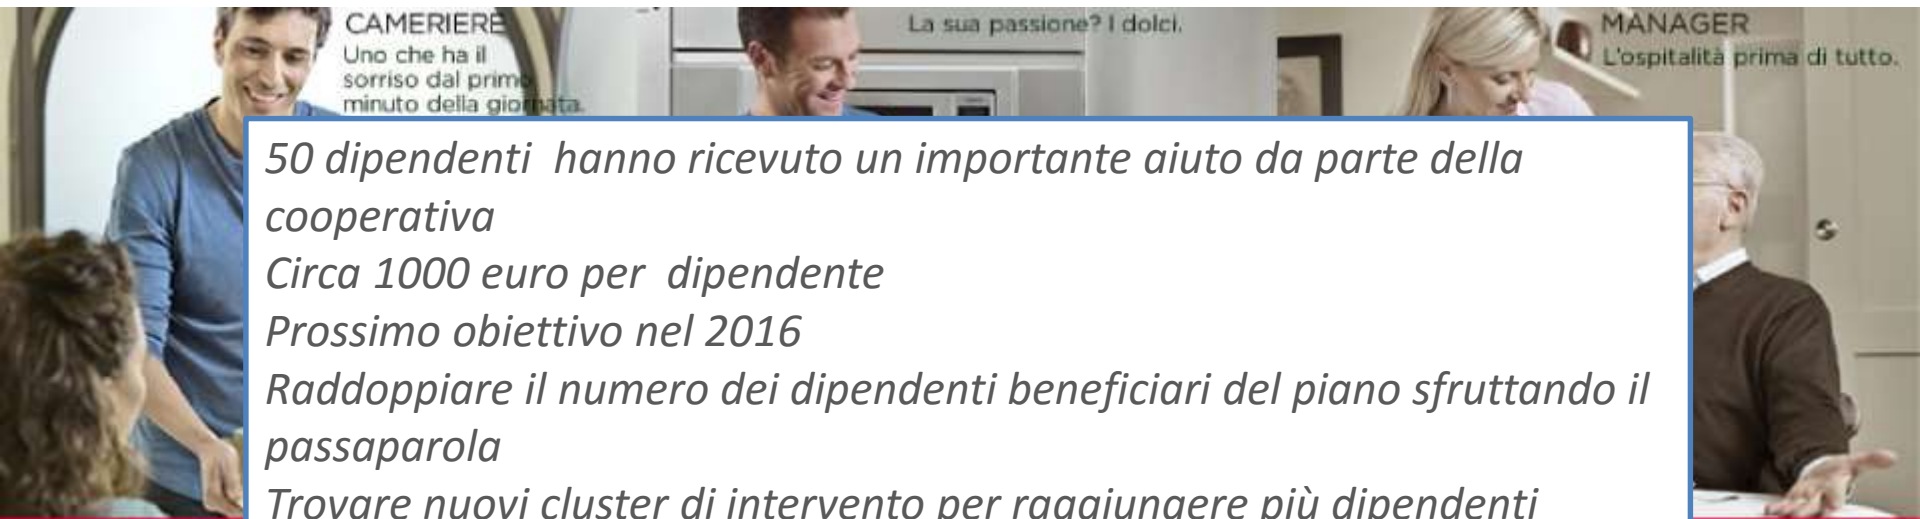 CAMERIERE
Uno che ha il
sorriso dal primo
minuto della giornata.
La sua passione? I dolci.
MANAGER
L'ospitalità prima di tutto.
50 dipendenti hanno ricevuto un importante aiuto da parte della
cooperativa
Circa 1000 euro per dipendente
Prossimo obiettivo nel 2016
Raddoppiare il numero dei dipendenti beneficiari del piano sfruttando il
passaparola
Trovare nuovi cluster di intervento per raggiungere più dipendenti